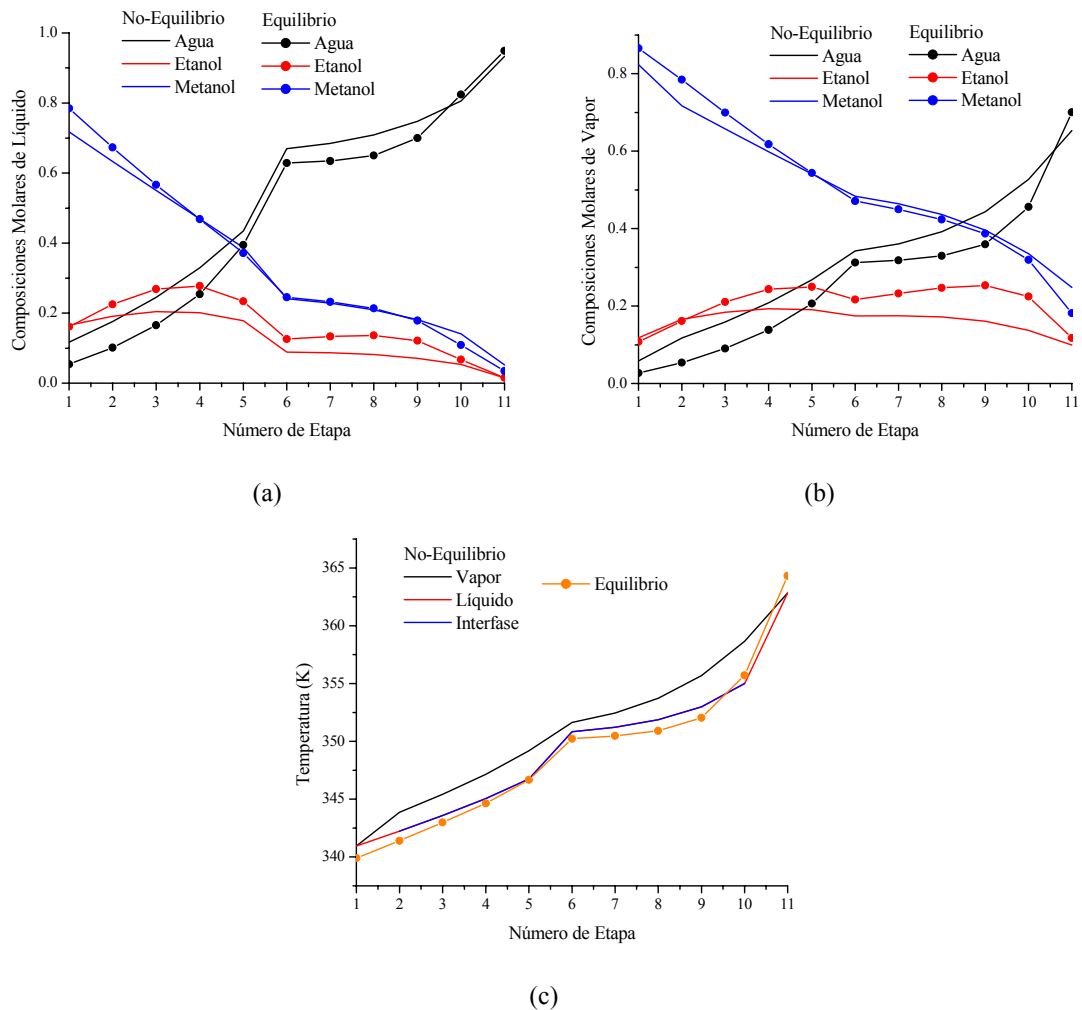 No-Equilibrio Equilibrio
Agua Agua
Etanol Etanol
Metanol Metanol
Composiciones Molares de Líquido
1.0
0.8
0.6
0.4
0.2
0.0
1 2 3 4 5 6 7 8 9 10 11
Número de Etapa
(a)
No-Equilibrio Equilibrio
Agua Agua
Etanol Etanol
Metanol Metanol
Composiciones Molares de Vapor
0.8
0.6
0.4
0.2
0.0
1 2 3 4 5 6 7 8 9 10 11
Número de Etapa
(b)
No-Equilibrio
Vapor Equilibrio
Líquido
Interfase
Temperatura (K)
365
360
355
350
345
340
1 2 3 4 5 6 7 8 9 10 11
Número de Etapa
(c)